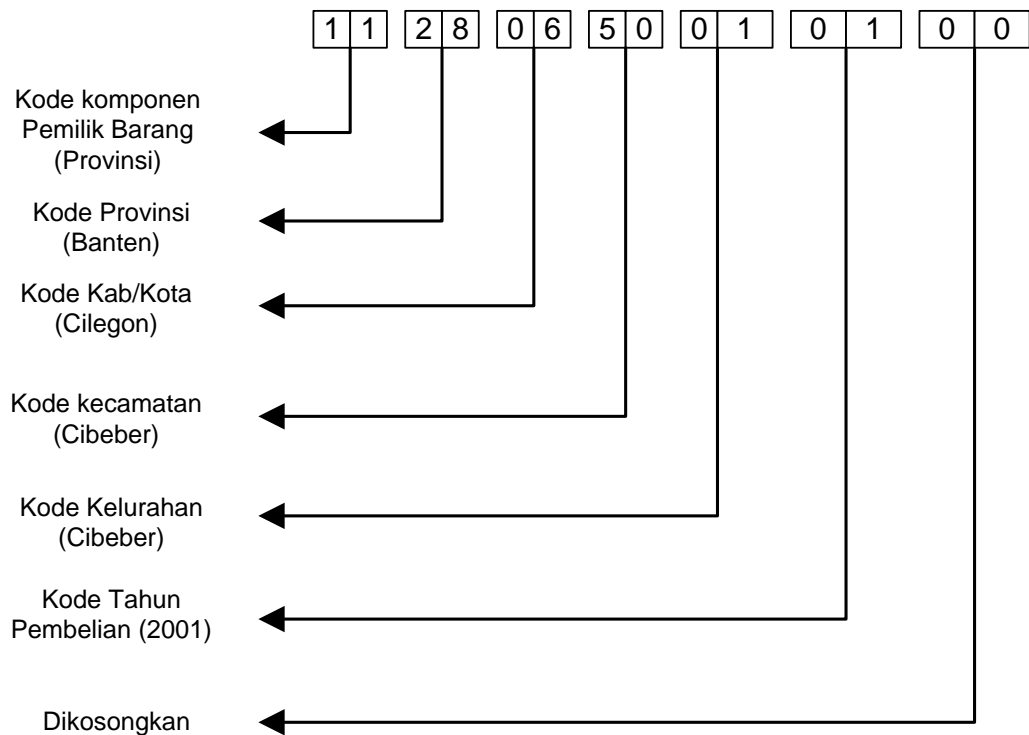 1 1 2 8 0 6 5 0 0 1 0 1 0 0
Kode komponen
Pemilik Barang
(Provinsi)
Kode Provinsi
(Banten)
Kode Kab/Kota
(Cilegon)
Kode kecamatan
(Cibeber)
Kode Kelurahan
(Cibeber)
Kode Tahun
Pembelian (2001)
Dikosongkan